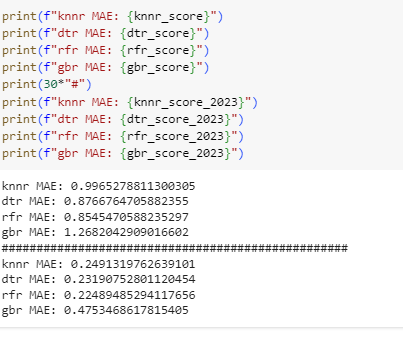 print(f"knnr MAE: {knnr_score}")
print(f"dtr MAE: {dtr_score}")
print(f"rfr MAE: {rfr_score}")
print(f"gbr MAE: {gbr_score}")
print(30*"#")
print(f"knnr MAE: {knnr_score_2023}")
print(f"dtr MAE: {dtr_score_2023}")
print(f"rfr MAE: {rfr_score_2023}")
print(f"gbr MAE: {gbr_score_2023}")
knnr MAE: 0.9965278811300305
dtr MAE: 0.8766764705882355
rfr MAE: 0.8545470588235297
gbr MAE: 1.2682042909016602
##################################################
knnr MAE: 0.2491319762639101
dtr MAE: 0.23190752801120454
rfr MAE: 0.22489485294117656
gbr MAE: 0.4753468617815405